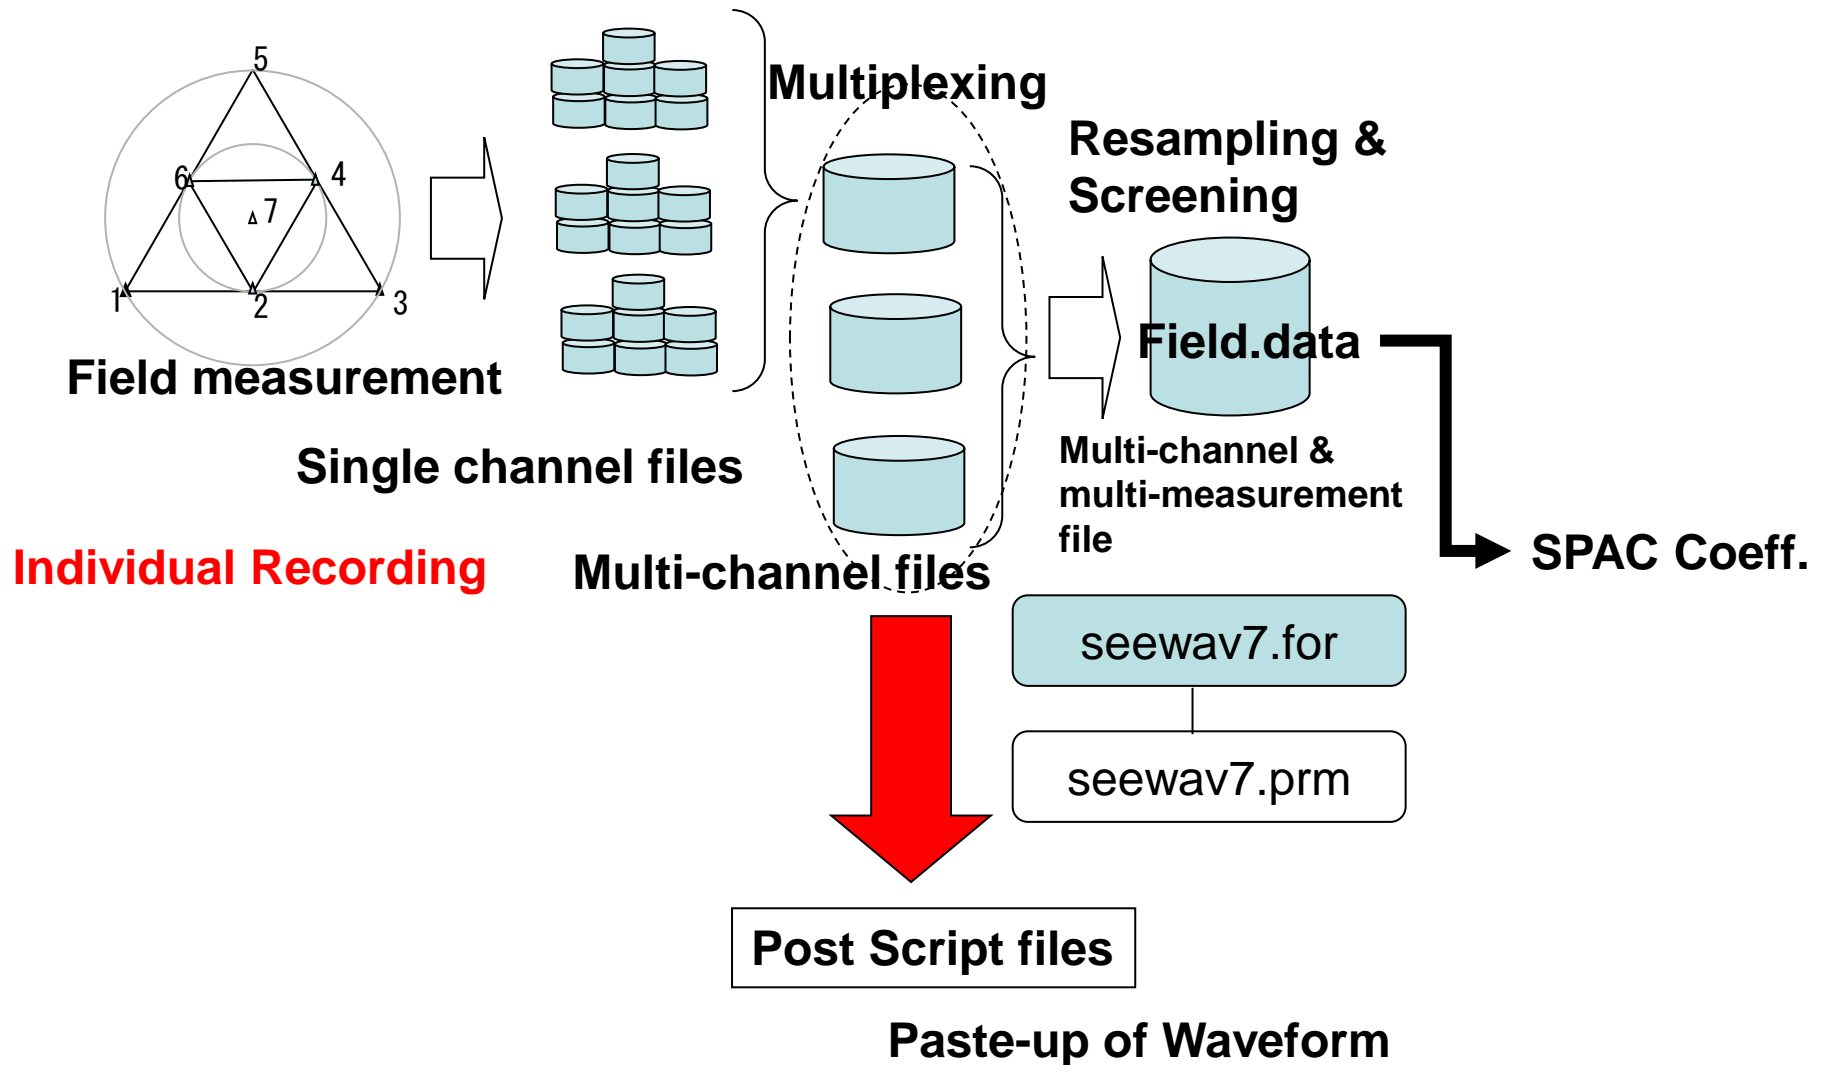 5
6
4
7
1
2
3
Field measurement
Single channel files
Individual Recording
Multiplexing
Multi-channel files
Resampling &
Screening
Field.data
Multi-channel &
multi-measurement
file
SPAC Coeff.
seewav7.for
seewav7.prm
Post Script files
Paste-up of Waveform